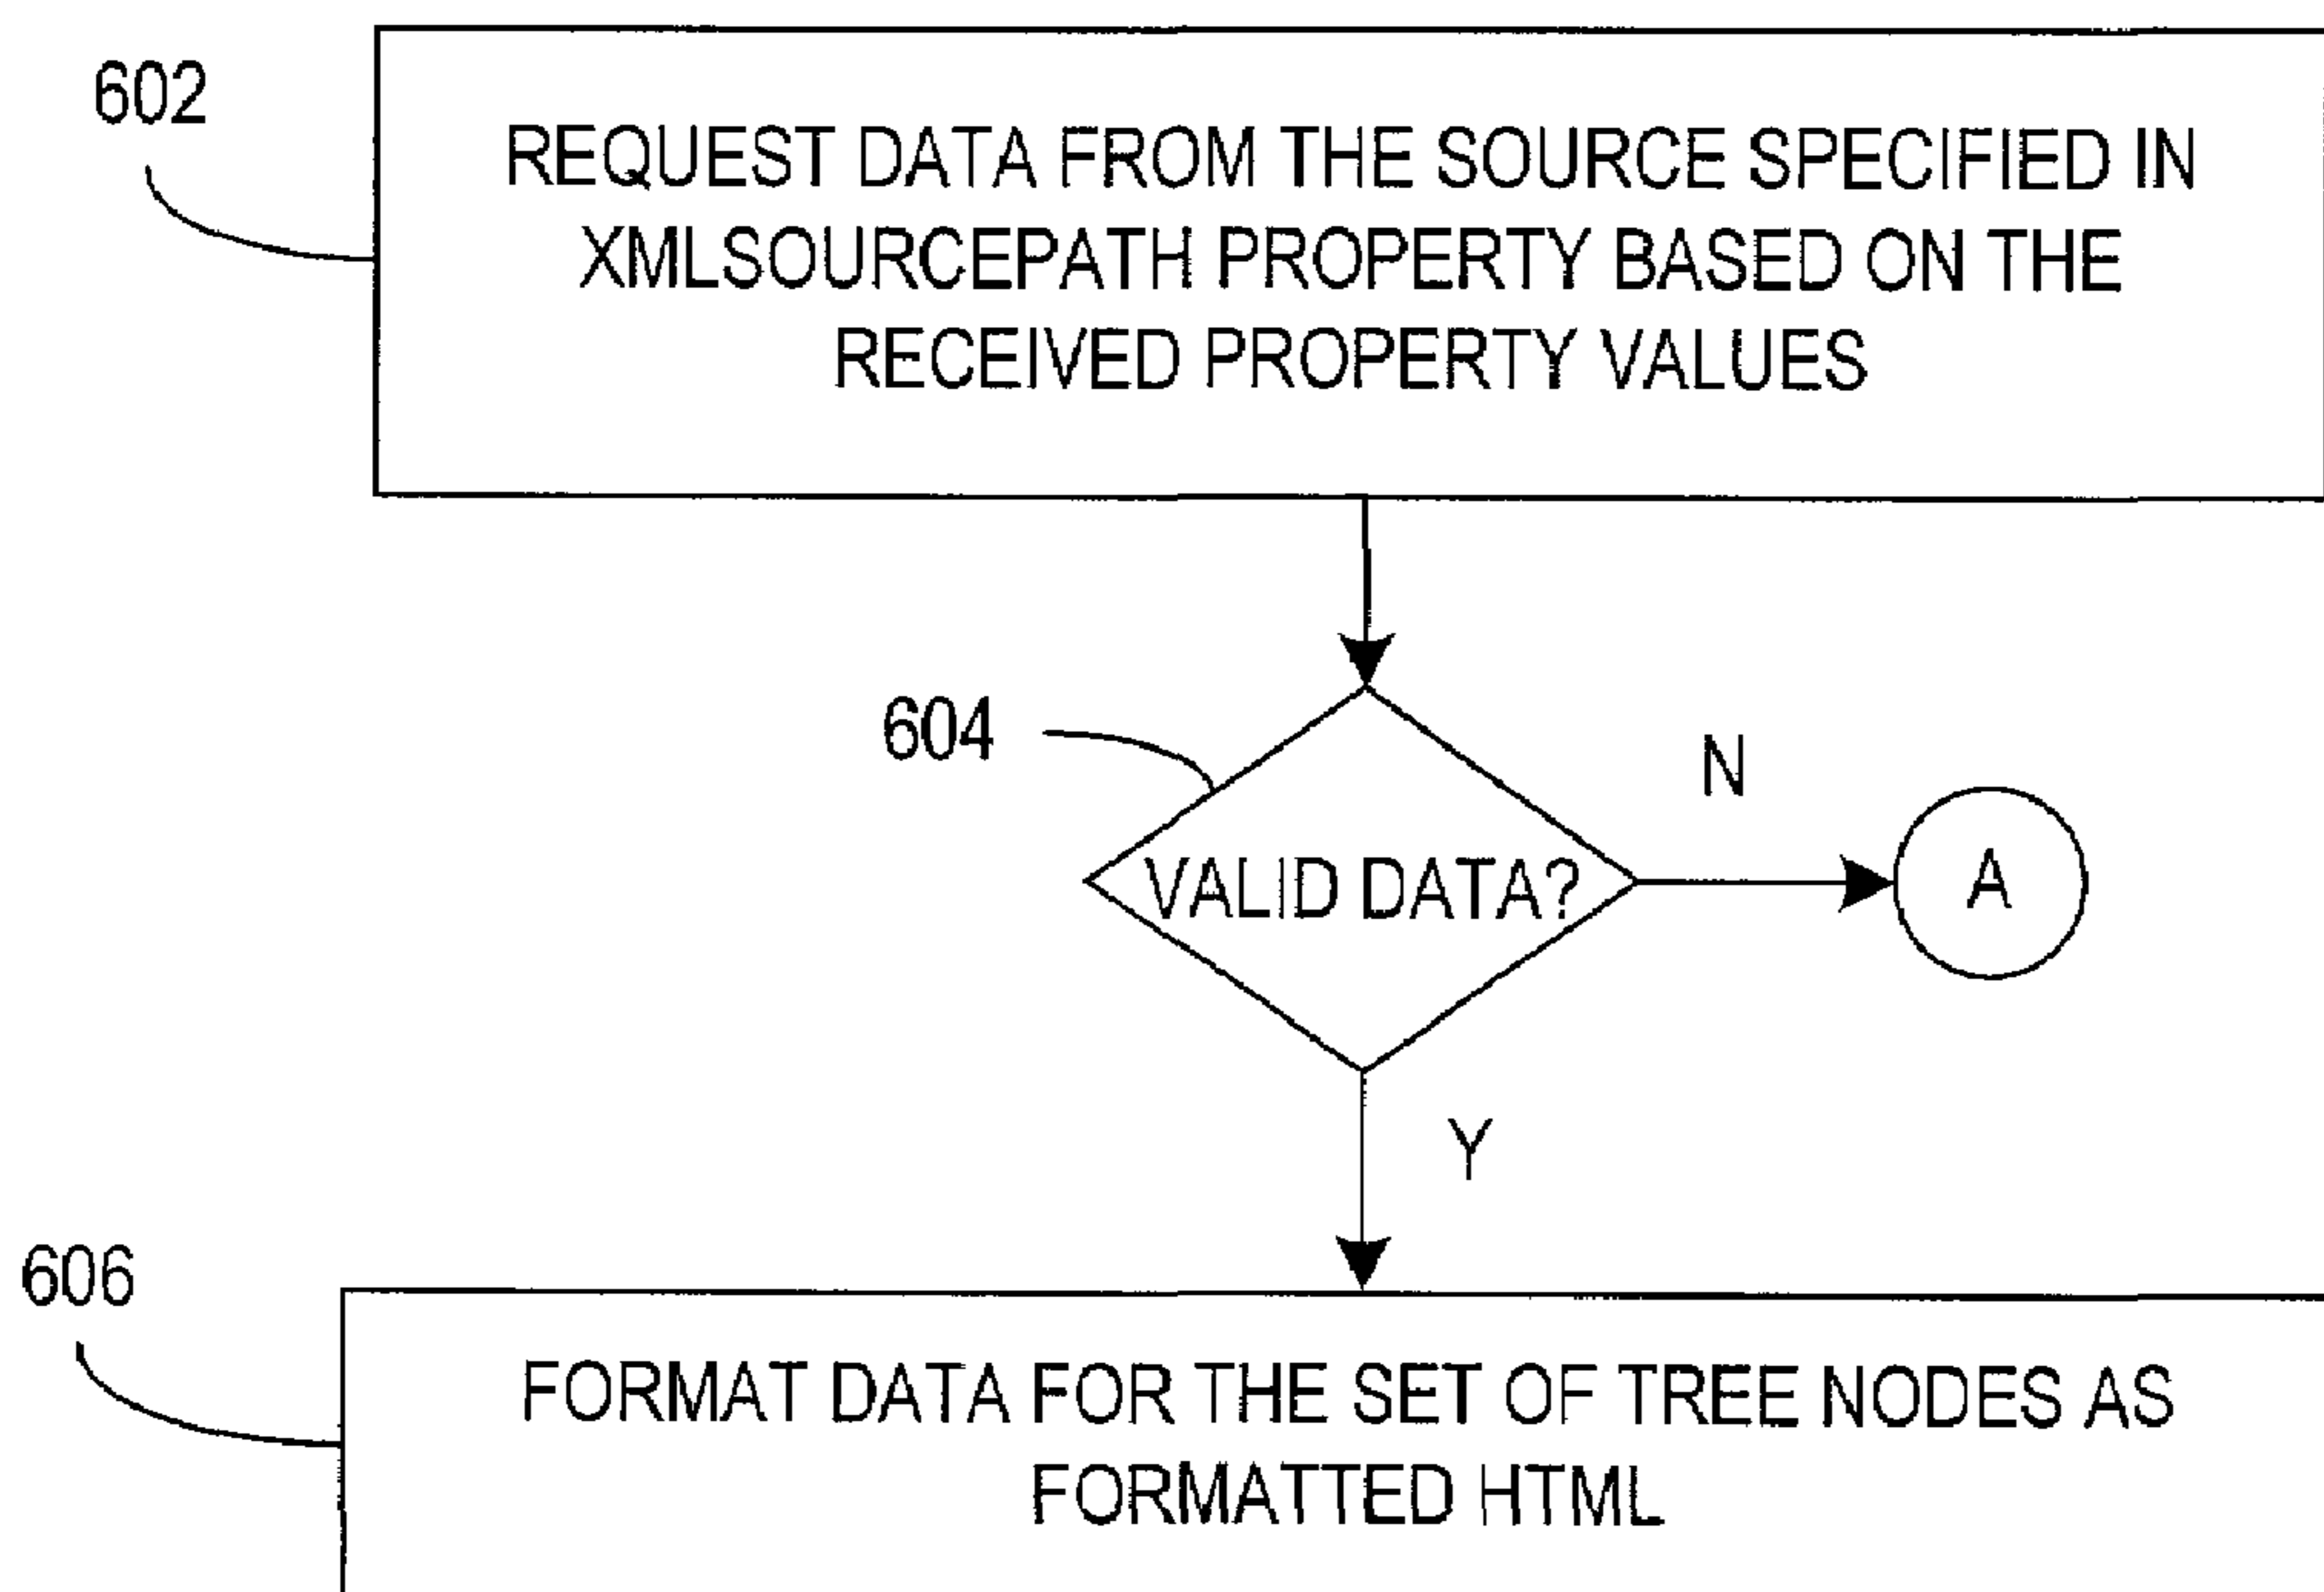 602
REQUEST DATA FROM THE SOURCE SPECIFIED IN
XMLSOURCEPATH PROPERTY BASED ON THE
RECEIVED PROPERTY VALUES
604
N
VALID DATA?
A
Y
606
FORMAT DATA FOR THE SET OF TREE NODES AS
FORMATTED HTML